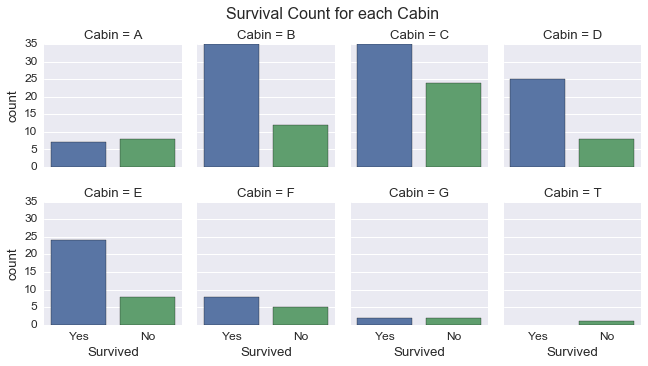 Survival Count for each Cabin
Cabin = A Cabin = B Cabin = C Cabin = D
35
30
25
20
15
10
5
0
count
Cabin = E Cabin = F Cabin = G Cabin = T
35
30
25
20
15
10
5
0
count
Yes No Yes No Yes No Yes No
Survived Survived Survived Survived